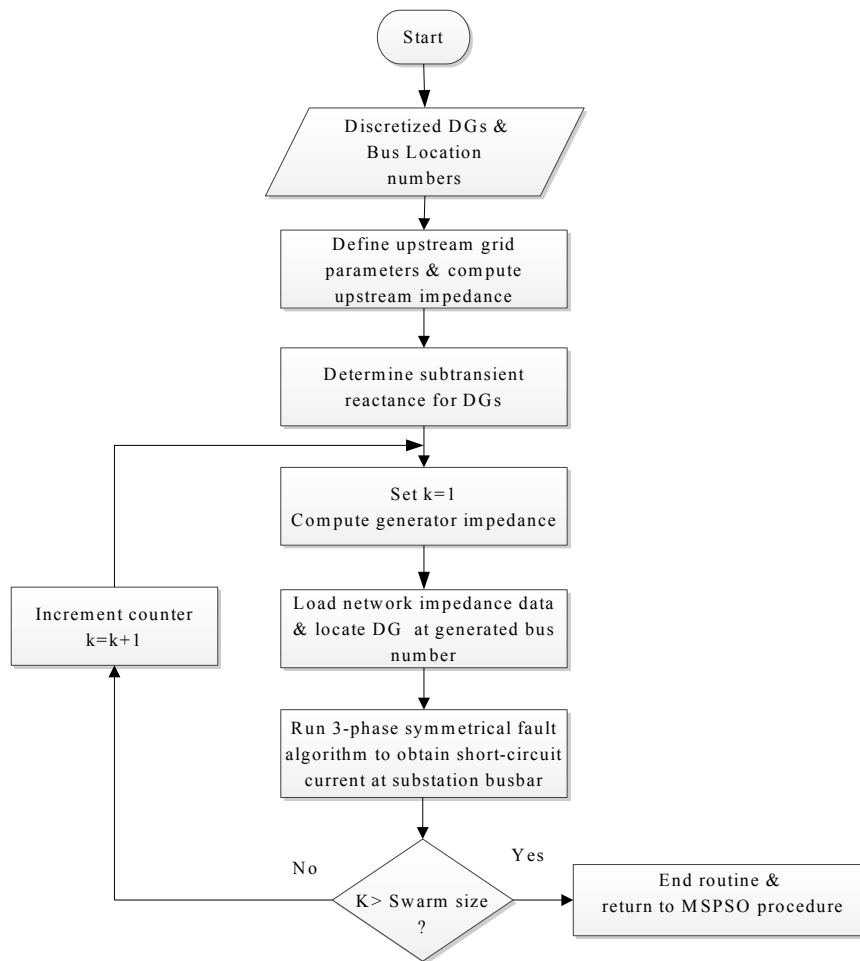 Start
Discretized DGs &
Bus Location
numbers
Define upstream grid
parameters & compute
upstream impedance
Determine subtransient
reactance for DGs
Set k=1
Compute generator impedance
Increment counter
k=k+1
Load network impedance data
& locate DG at generated bus
number
Run 3-phase symmetrical fault
algorithm to obtain short-circuit
current at substation busbar
No
Yes
K> Swarm size
?
End routine &
return to MSPSO procedure